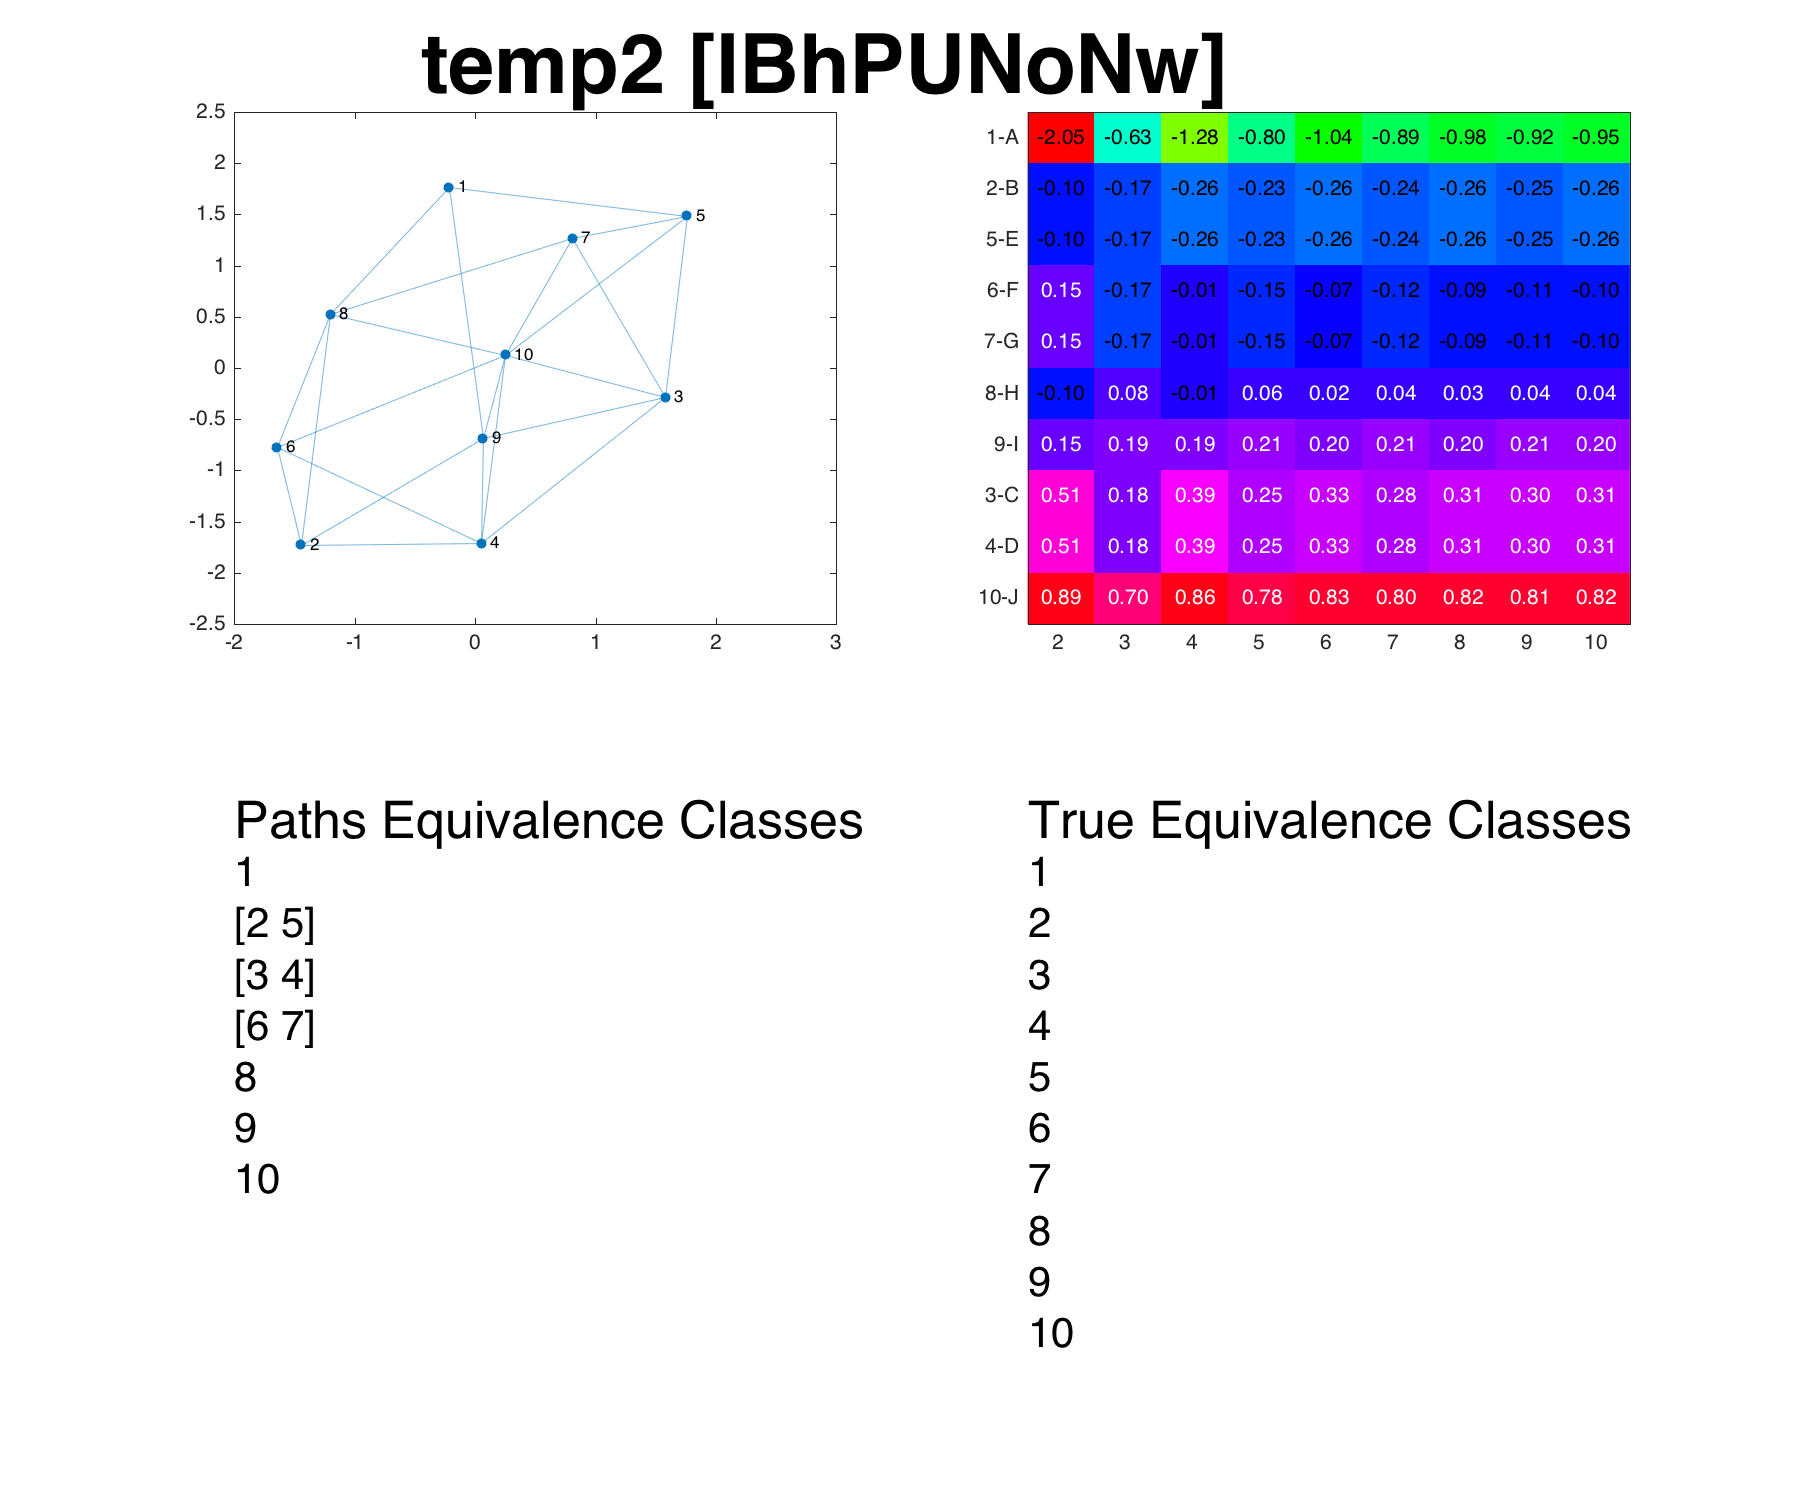 temp2 [IBhPUNoNw]
2.5
2
1.5
1
0.5
0
-0.5
-1
-1.5
-2
-2.5
-2 -1 0 1 2 3
1
5
7
8
10
3
9
6
2
4
1-A -2.05 -0.63 -1.28 -0.80 -1.04 -0.89 -0.98 -0.92 -0.95
2-B -0.10 -0.17 -0.26 -0.23 -0.26 -0.24 -0.26 -0.25 -0.26
5-E -0.10 -0.17 -0.26 -0.23 -0.26 -0.24 -0.26 -0.25 -0.26
6-F 0.15 -0.17 -0.01 -0.15 -0.07 -0.12 -0.09 -0.11 -0.10
7-G 0.15 -0.17 -0.01 -0.15 -0.07 -0.12 -0.09 -0.11 -0.10
8-H -0.10 0.08 -0.01 0.06 0.02 0.04 0.03 0.04 0.04
9-I 0.15 0.19 0.19 0.21 0.20 0.21 0.20 0.21 0.20
3-C 0.51 0.18 0.39 0.25 0.33 0.28 0.31 0.30 0.31
4-D 0.51 0.18 0.39 0.25 0.33 0.28 0.31 0.30 0.31
10-J 0.89 0.70 0.86 0.78 0.83 0.80 0.82 0.81 0.82
2 3 4 5 6 7 8 9 10
Paths Equivalence Classes
1
[2 5]
[3 4]
[6 7]
8
9
10
True Equivalence Classes
1
2
3
4
5
6
7
8
9
10